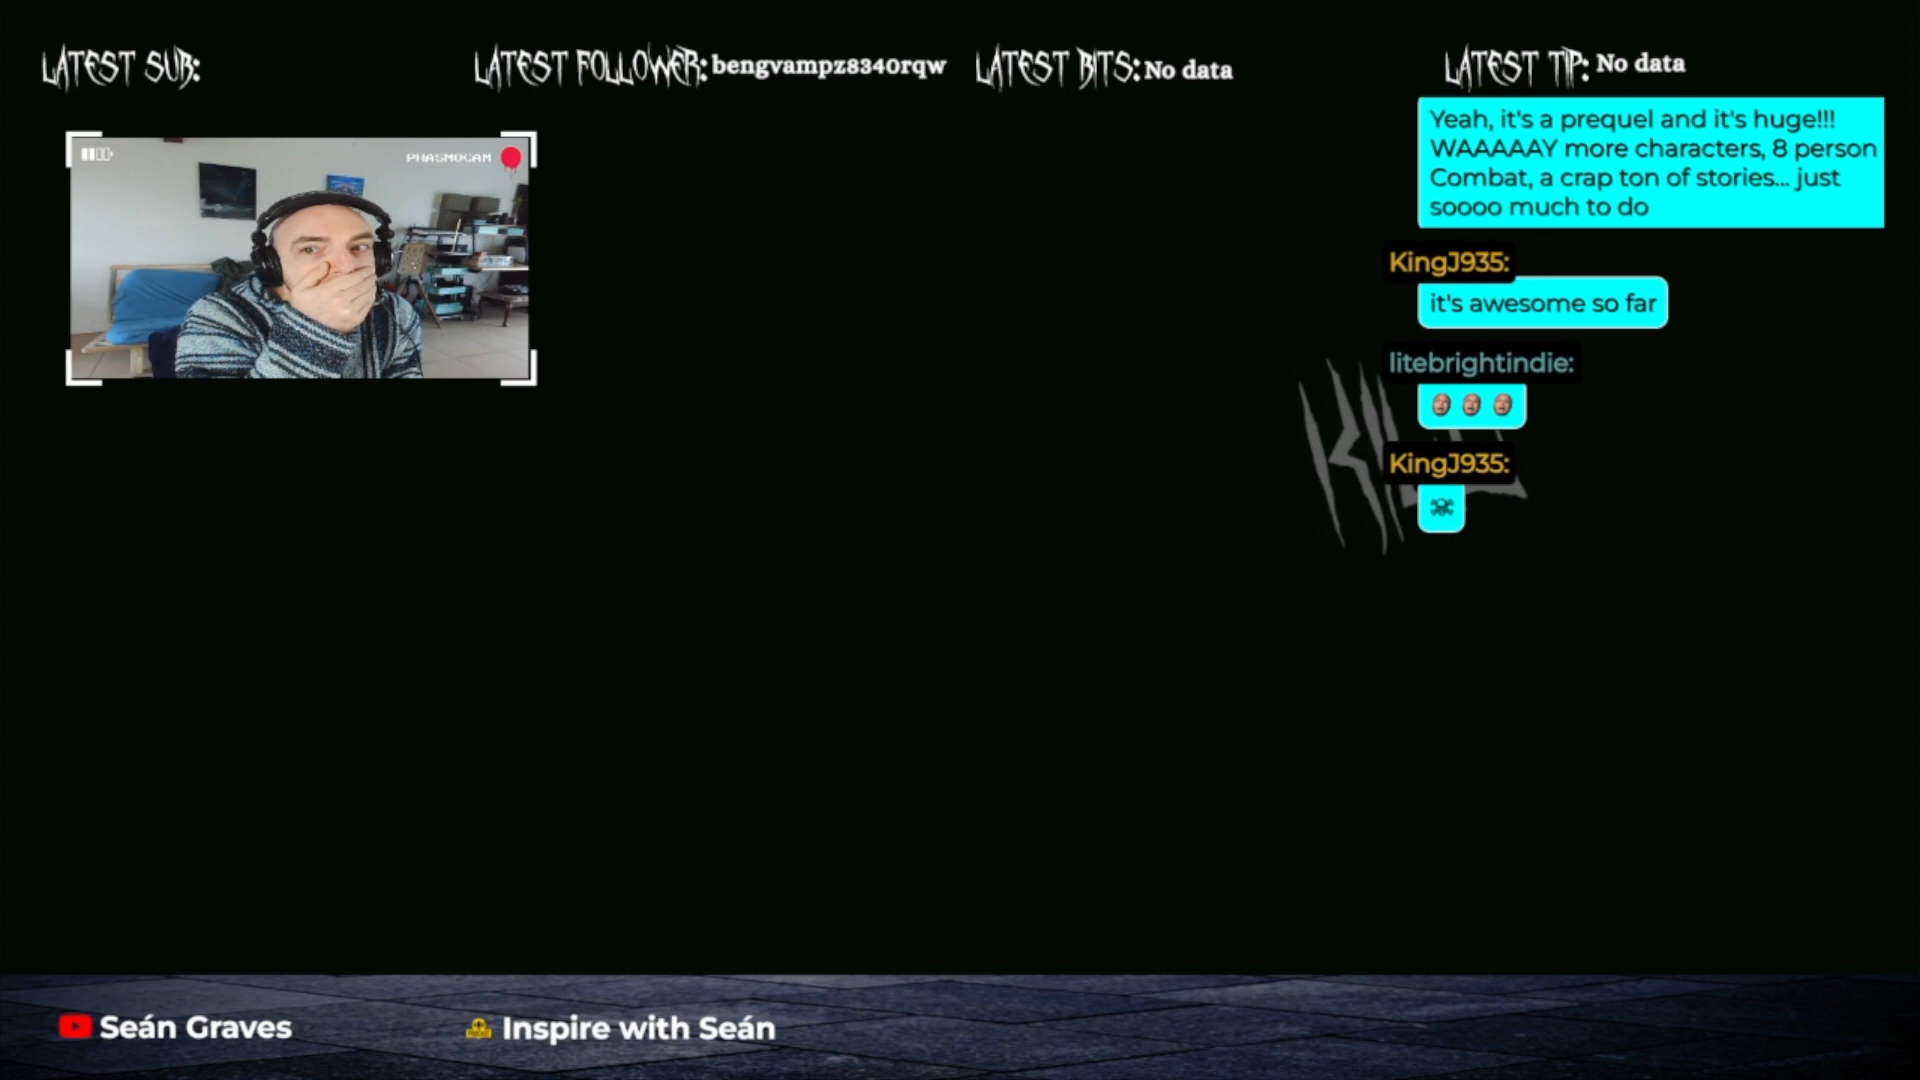 LATEST SUB:
LATEST FOLLOWER: bengvampz8340rqw
LATEST BITS: No data
LATEST TIP: No data
PHASMOCAM
Yeah, it's a prequel and it's huge!!!
WAAAAAY more characters, 8 person
Combat, a crap ton of stories... just
soooo much to do
KingJ935:
it's awesome so far
litebrightindie:
KingJ935:
Seán Graves
Inspire with Seán